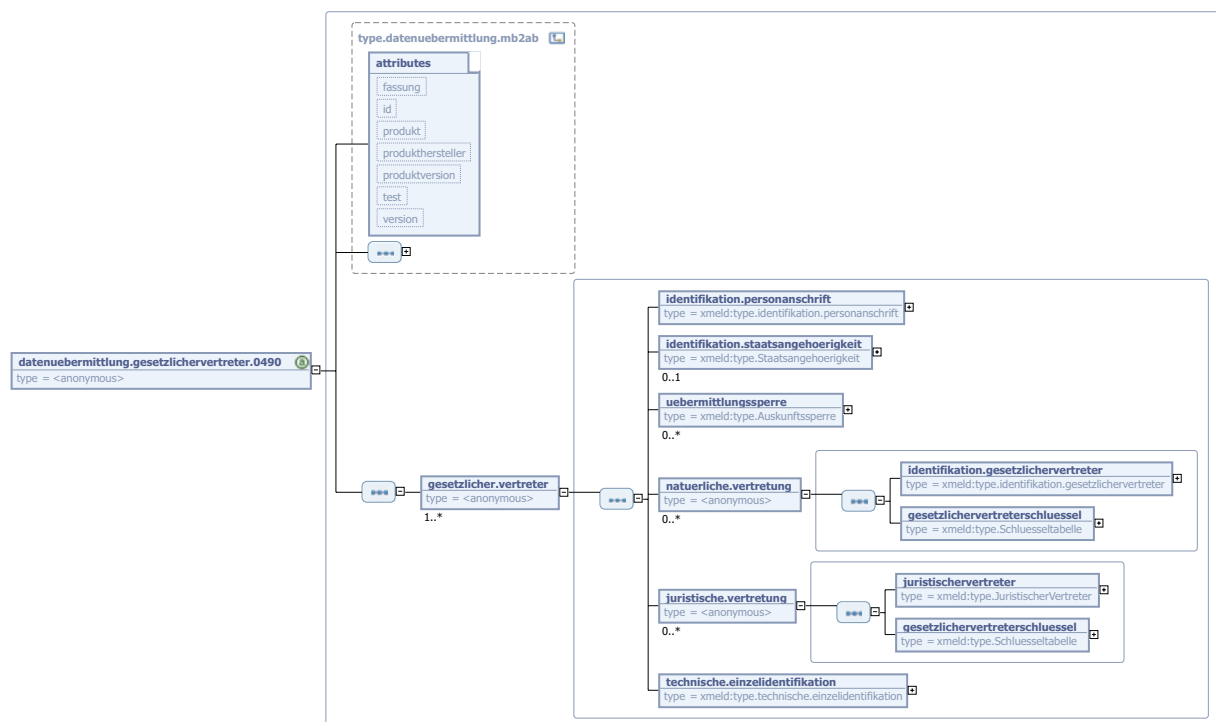 type.datenuebermittlung.mb2ab
attributes
fassung
id
produkt
produkthersteller
produktversion
test
version
datenuebermittlung.gesetzlichervertreter.0490
type = <anonymous>
gesetzlicher.vertreter
type = <anonymous>
1..*
identifikation.personanschrift
type = xmeld:type.identifikation.personanschrift
identifikation.staatsangehoerigkeit
type = xmeld:type.Staatsangehoerigkeit
0..1
uebermittlungssperre
type = xmeld:type.Auskunftssperre
0..*
natuerliche.vertretung
type = <anonymous>
0..*
identifikation.gesetzlichervertreter
type = xmeld:type.identifikation.gesetzlichervertreter
gesetzlichervertreterschluessel
type = xmeld:type.Schluesseltabelle
juristische.vertretung
type = <anonymous>
0..*
juristischervertreter
type = xmeld:type.JuristischerVertreter
gesetzlichervertreterschluessel
type = xmeld:type.Schluesseltabelle
technische.einzelidentifikation
type = xmeld:type.technische.einzelidentifikation